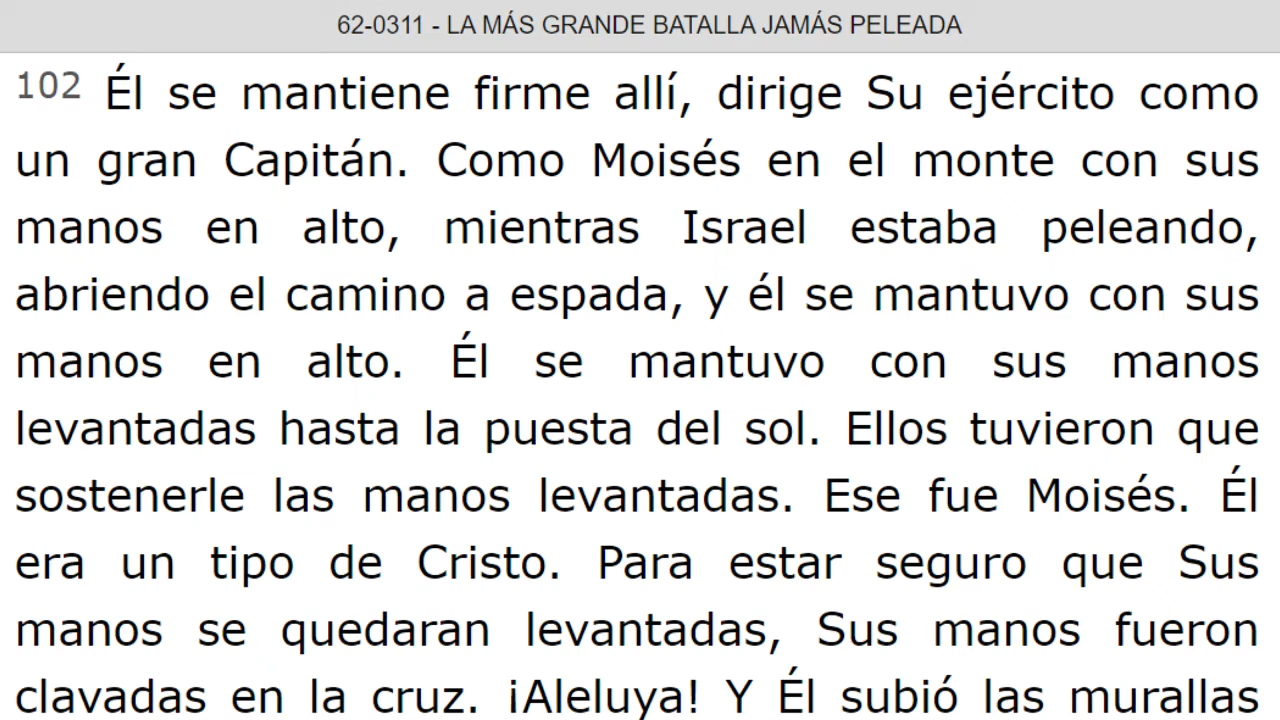 62-0311 - LA MÁS GRANDE BATALLA JAMÁS PELEADA
102 Él se mantiene firme allí, dirige Su ejército como
un gran Capitán. Como Moisés en el monte con sus
manos en alto, mientras Israel estaba peleando,
abriendo el camino a espada, y él se mantuvo con sus
manos en alto. Él se mantuvo con sus manos
levantadas hasta la puesta del sol. Ellos tuvieron que
sostenerle las manos levantadas. Ese fue Moisés. Él
era un tipo de Cristo. Para estar seguro que Sus
manos se quedaran levantadas, Sus manos fueron
clavadas en la cruz. ¡Aleluya! Y Él subió las murallas